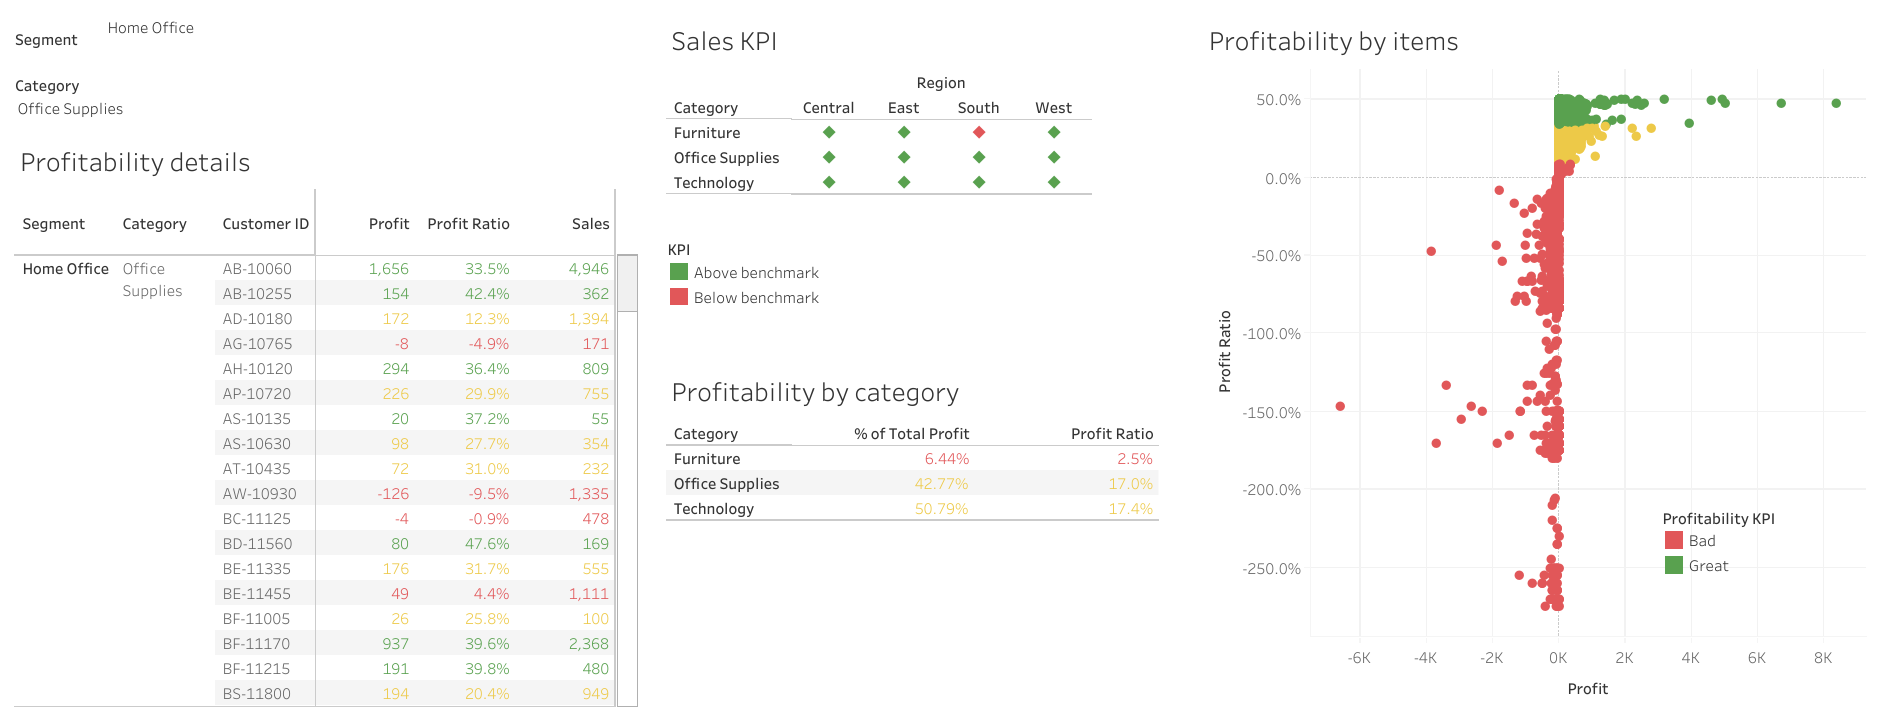 Segment
Home Office
Category
Office Supplies
Profitability details
Segment Category Customer ID Profit Profit Ratio Sales
Home Office Office Supplies AB-10060 1,656 33.5% 4,946
AB-10255 154 42.4% 362
AD-10180 172 12.3% 1,394
AG-10765 -8 -4.9% 171
AH-10120 294 36.4% 809
AP-10720 226 29.9% 755
AS-10135 20 37.2% 55
AS-10630 98 27.7% 354
AT-10435 72 31.0% 232
AW-10930 -126 -9.5% 1,335
BC-11125 -4 -0.9% 478
BD-11560 80 47.6% 169
BE-11335 176 31.7% 555
BE-11455 49 4.4% 1,111
BF-11005 26 25.8% 100
BF-11170 937 39.6% 2,368
BF-11215 191 39.8% 480
BS-11800 194 20.4% 949
Sales KPI
Region
Category Central East South West
Furniture
Office Supplies
Technology
KPI
Above benchmark
Below benchmark
Profitability by category
Category % of Total Profit Profit Ratio
Furniture 6.44% 2.5%
Office Supplies 42.77% 17.0%
Technology 50.79% 17.4%
Profitability by items
50.0%
0.0%
-50.0%
-100.0%
-150.0%
-200.0%
-250.0%
Profit Ratio
Profitability KPI
Bad
Great
-6K -4K -2K 0K 2K 4K 6K 8K
Profit